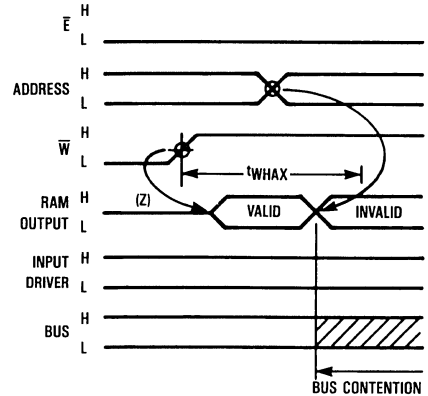 H
E̅
L
H
ADDRESS
L
H
W̅
L
tWHAX
RAM H
(Z) VALID INVALID
OUTPUT L
INPUT H
DRIVER L
H
BUS
L
BUS CONTENTION